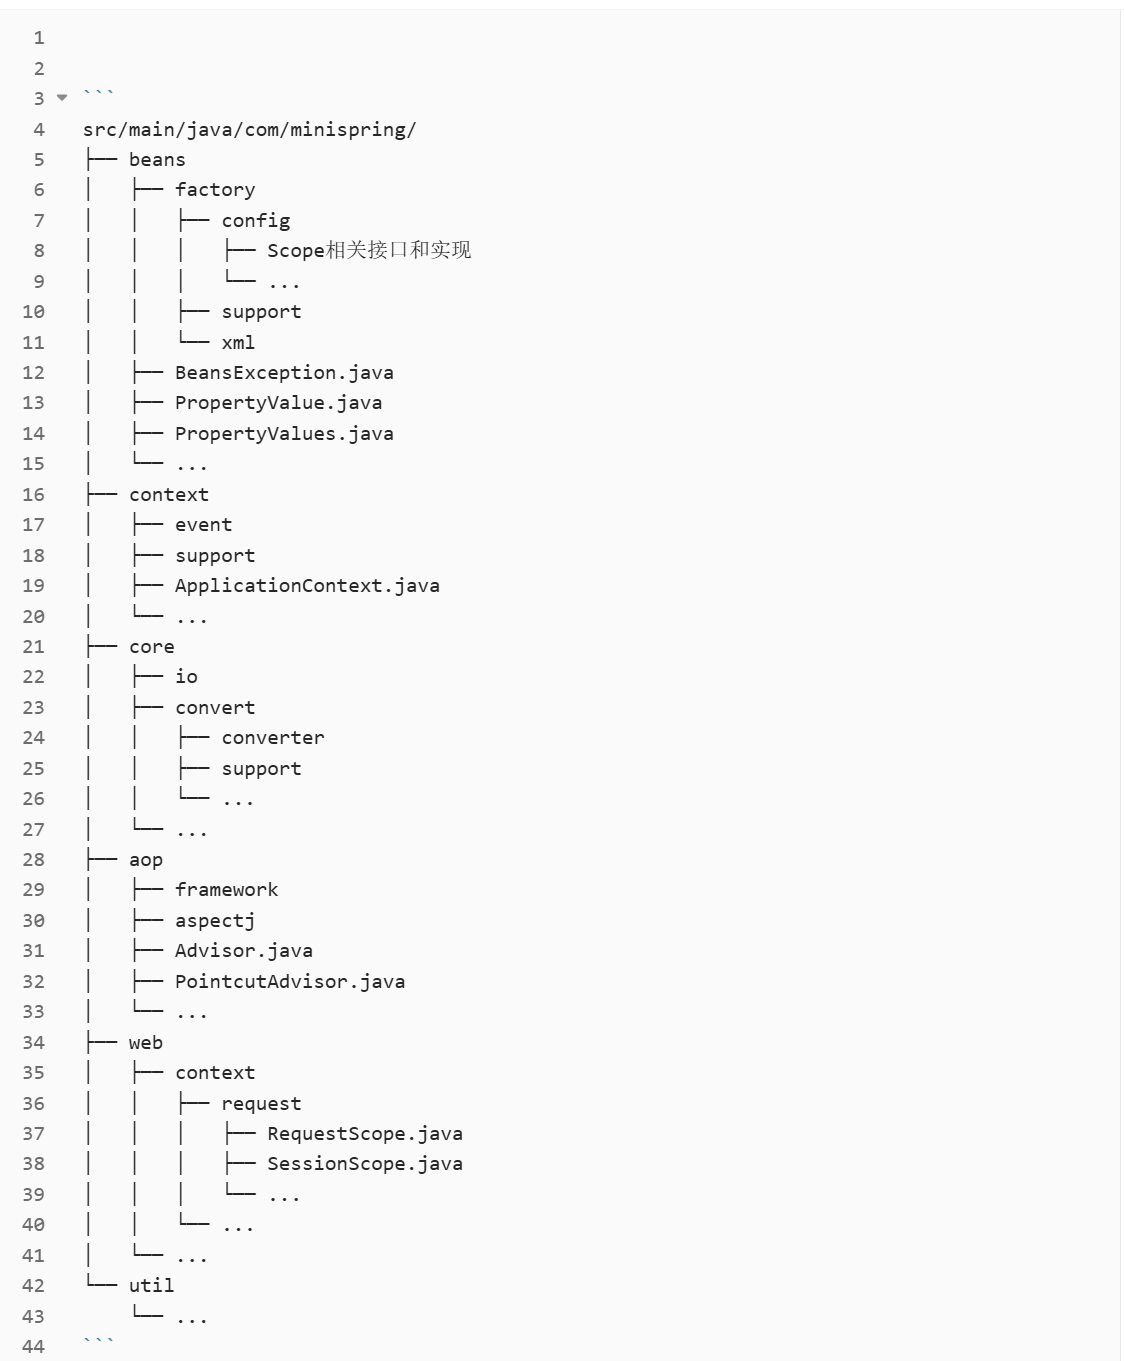 1
2
3 ```
4 src/main/java/com/minispring/
5 ├── beans
6 │   ├── factory
7 │   │   ├── config
8 │   │   │   ├── Scope相关接口和实现
9 │   │   │   └── ...
10 │   │   ├── support
11 │   │   └── xml
12 │   ├── BeansException.java
13 │   ├── PropertyValue.java
14 │   ├── PropertyValues.java
15 │   └── ...
16 ├── context
17 │   ├── event
18 │   ├── support
19 │   ├── ApplicationContext.java
20 │   └── ...
21 ├── core
22 │   ├── io
23 │   ├── convert
24 │   │   ├── converter
25 │   │   ├── support
26 │   │   └── ...
27 │   └── ...
28 ├── aop
29 │   ├── framework
30 │   ├── aspectj
31 │   ├── Advisor.java
32 │   ├── PointcutAdvisor.java
33 │   └── ...
34 ├── web
35 │   ├── context
36 │   │   ├── request
37 │   │   │   ├── RequestScope.java
38 │   │   │   ├── SessionScope.java
39 │   │   │   └── ...
40 │   │   └── ...
41 │   └── ...
42 └── util
43     └── ...
44 ```